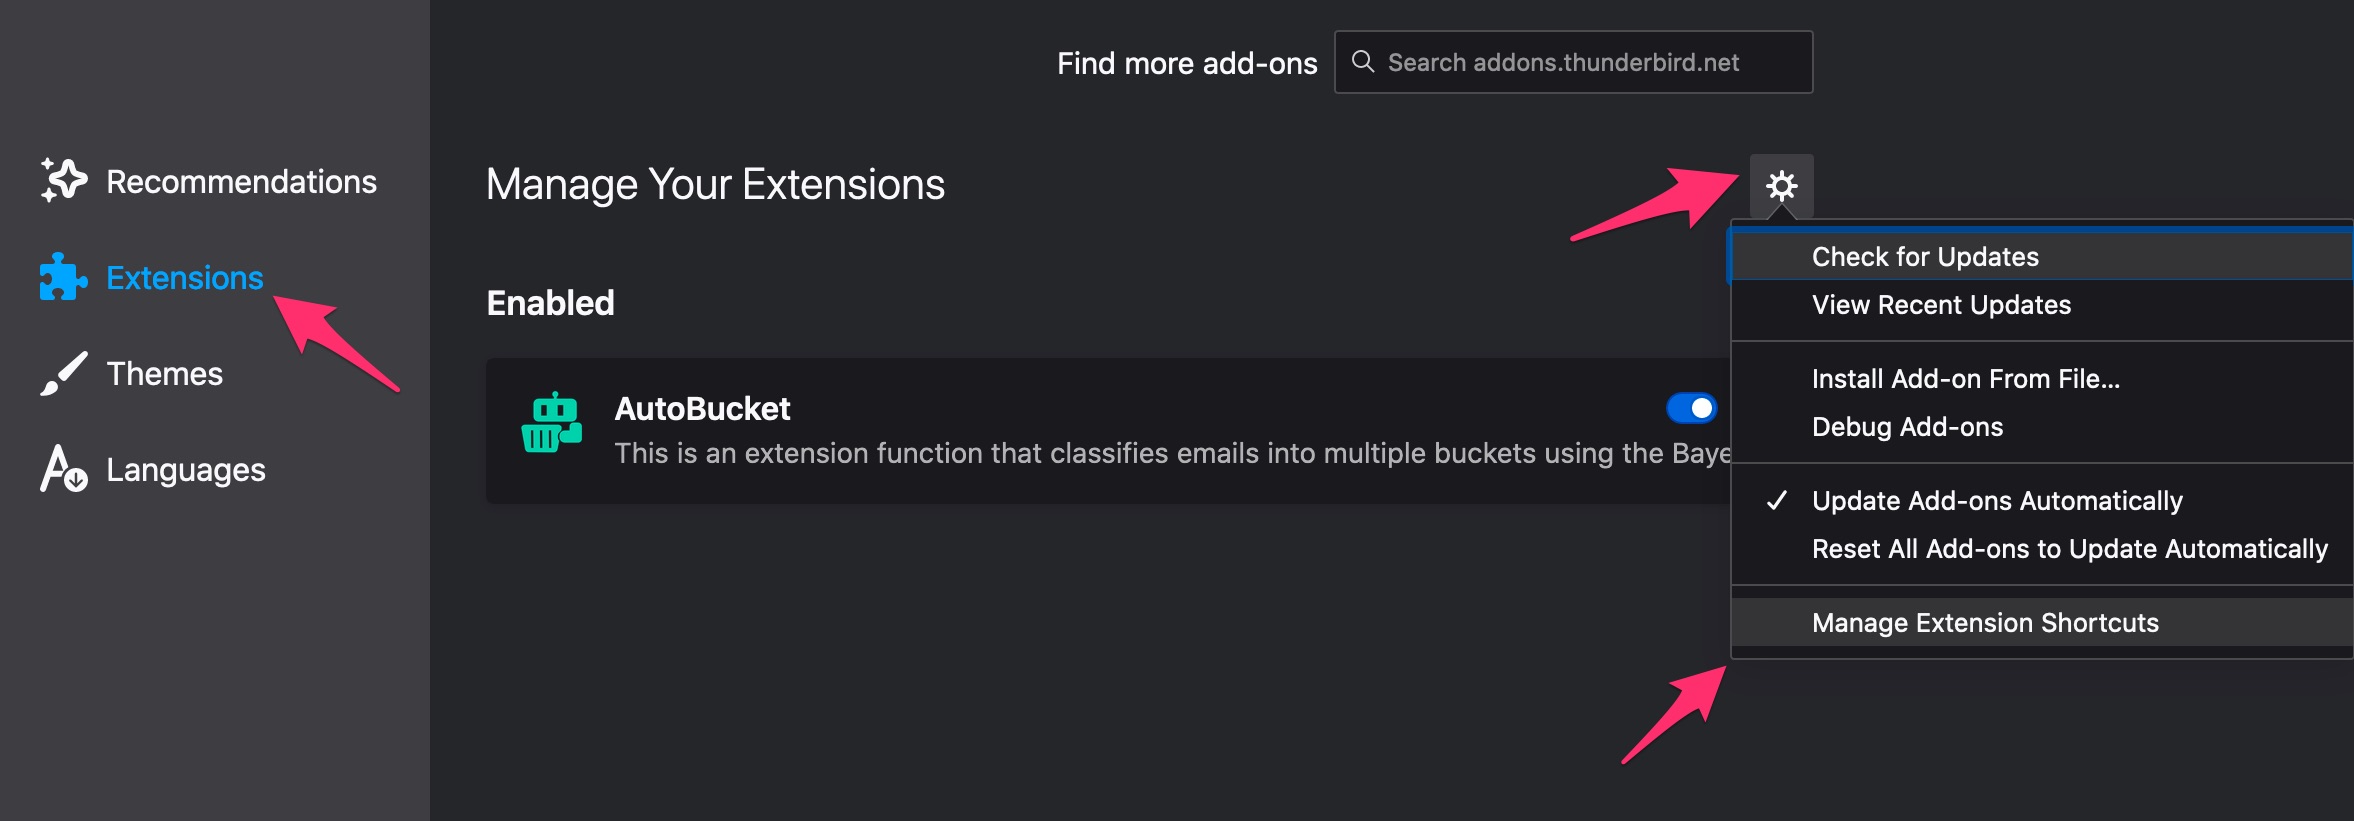 Find more add-ons
Search addons.thunderbird.net
Recommendations
Extensions
Themes
Languages
Manage Your Extensions
Enabled
AutoBucket
This is an extension function that classifies emails into multiple buckets using the
Check for Updates
View Recent Updates
Install Add-on From File...
Debug Add-ons
Update Add-ons Automatically
Reset All Add-ons to Update Automatically
Manage Extension Shortcuts